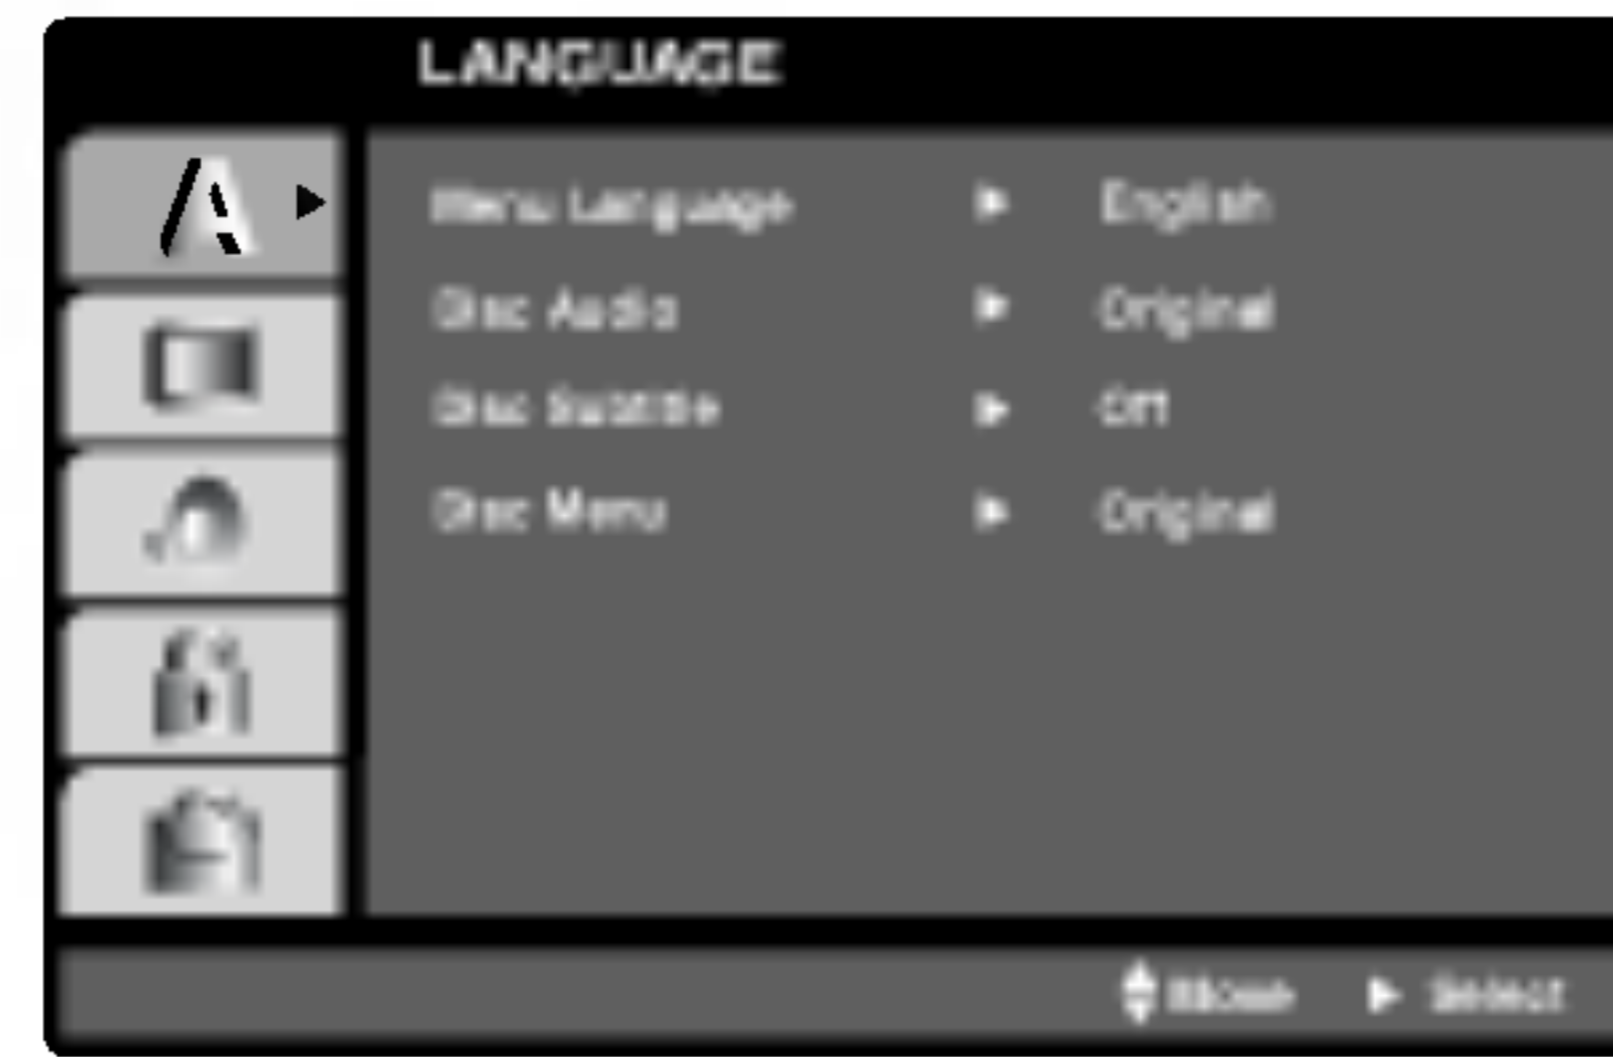 LANGUAGE
Menu Language ▶ English
Disc Audio ▶ Original
Disc Subtitle ▶ Off
Disc Menu ▶ Original
Move ▶ Select